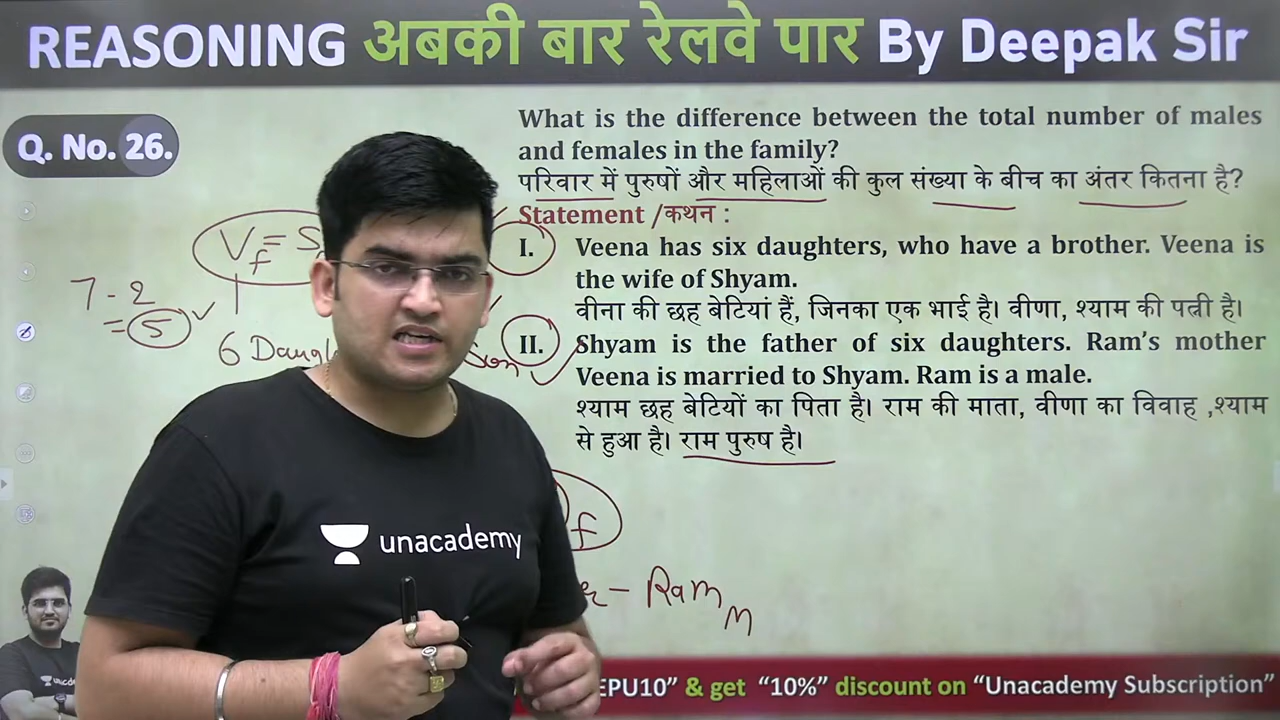 REASONING अबकी बार रेलवे पार By Deepak Sir
Q. No. 26.
What is the difference between the total number of males
and females in the family?
परिवार में पुरुषों और महिलाओं की कुल संख्या के बीच का अंतर कितना है?
Statement /कथन :
I. Veena has six daughters, who have a brother. Veena is
the wife of Shyam.
वीना की छह बेटियां हैं, जिनका एक भाई है। वीणा, श्याम की पत्नी है।
II. Shyam is the father of six daughters. Ram's mother
Veena is married to Shyam. Ram is a male.
श्याम छह बेटियों का पिता है। राम की माता, वीणा का विवाह ,श्याम
से हुआ है। राम पुरुष है।
V = S
f
7 - 2
= 5
6 Daugh
Son
f
- Ram
M
unacademy
EPU10" & get "10%" discount on "Unacademy Subscription"